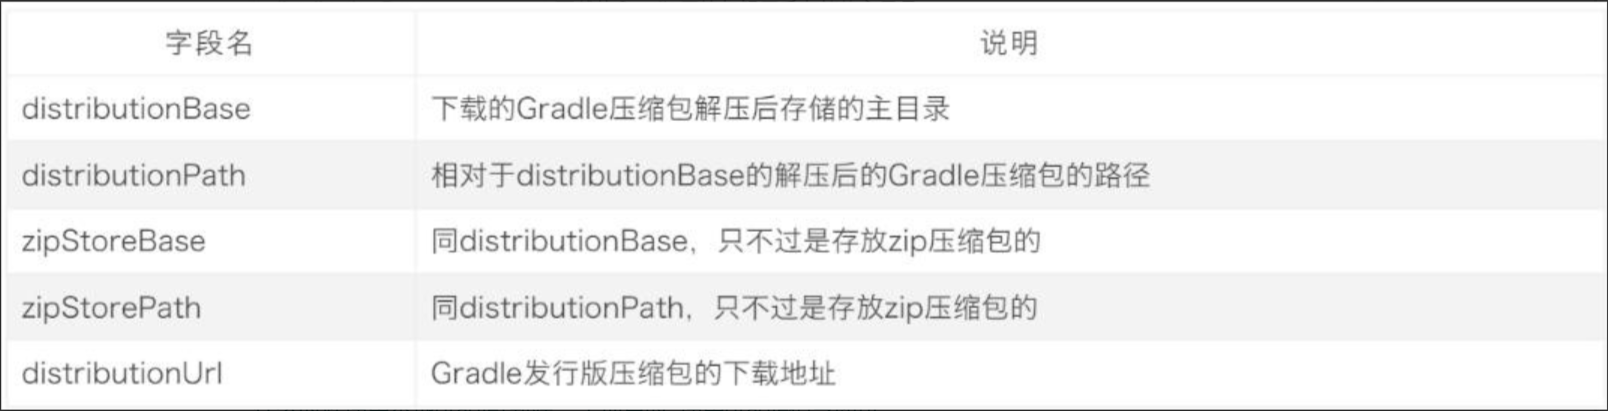 字段名 说明
distributionBase 下载的Gradle压缩包解压后存储的主目录
distributionPath 相对于distributionBase的解压后的Gradle压缩包的路径
zipStoreBase 同distributionBase，只不过是存放zip压缩包的
zipStorePath 同distributionPath，只不过是存放zip压缩包的
distributionUrl Gradle发行版压缩包的下载地址